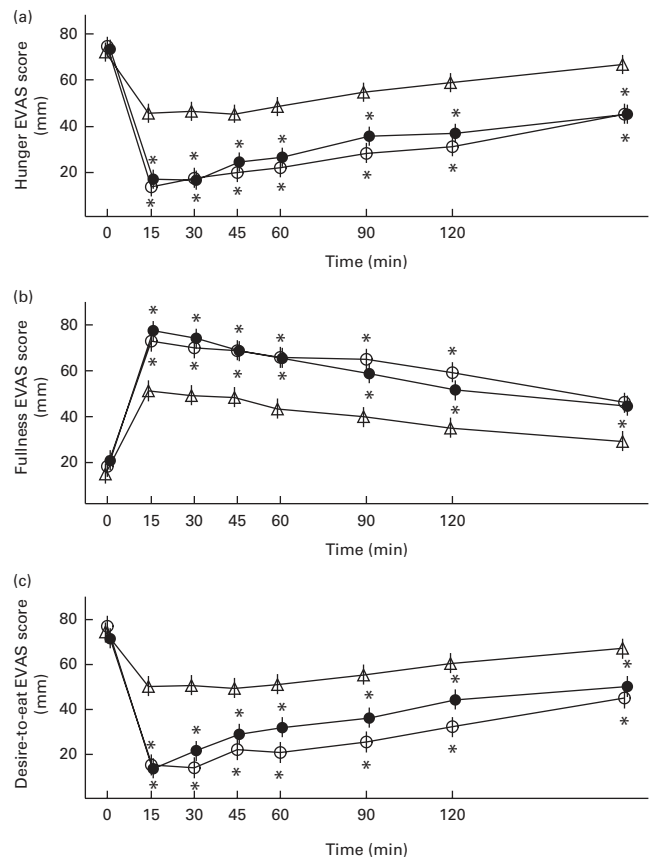 (a)
80
60
40
20
Hunger EVAS score
(mm)
* * * * * * *
* * * * * * *
0 15 30 45 60 90 120
Time (min)
(b)
80
60
40
20
Fullness EVAS score
(mm)
* * * * * *
* * * * * * *
0 15 30 45 60 90 120
Time (min)
(c)
80
60
40
20
Desire-to-eat EVAS score
(mm)
* * * * * * *
* * * * * * *
0 15 30 45 60 90 120
Time (min)